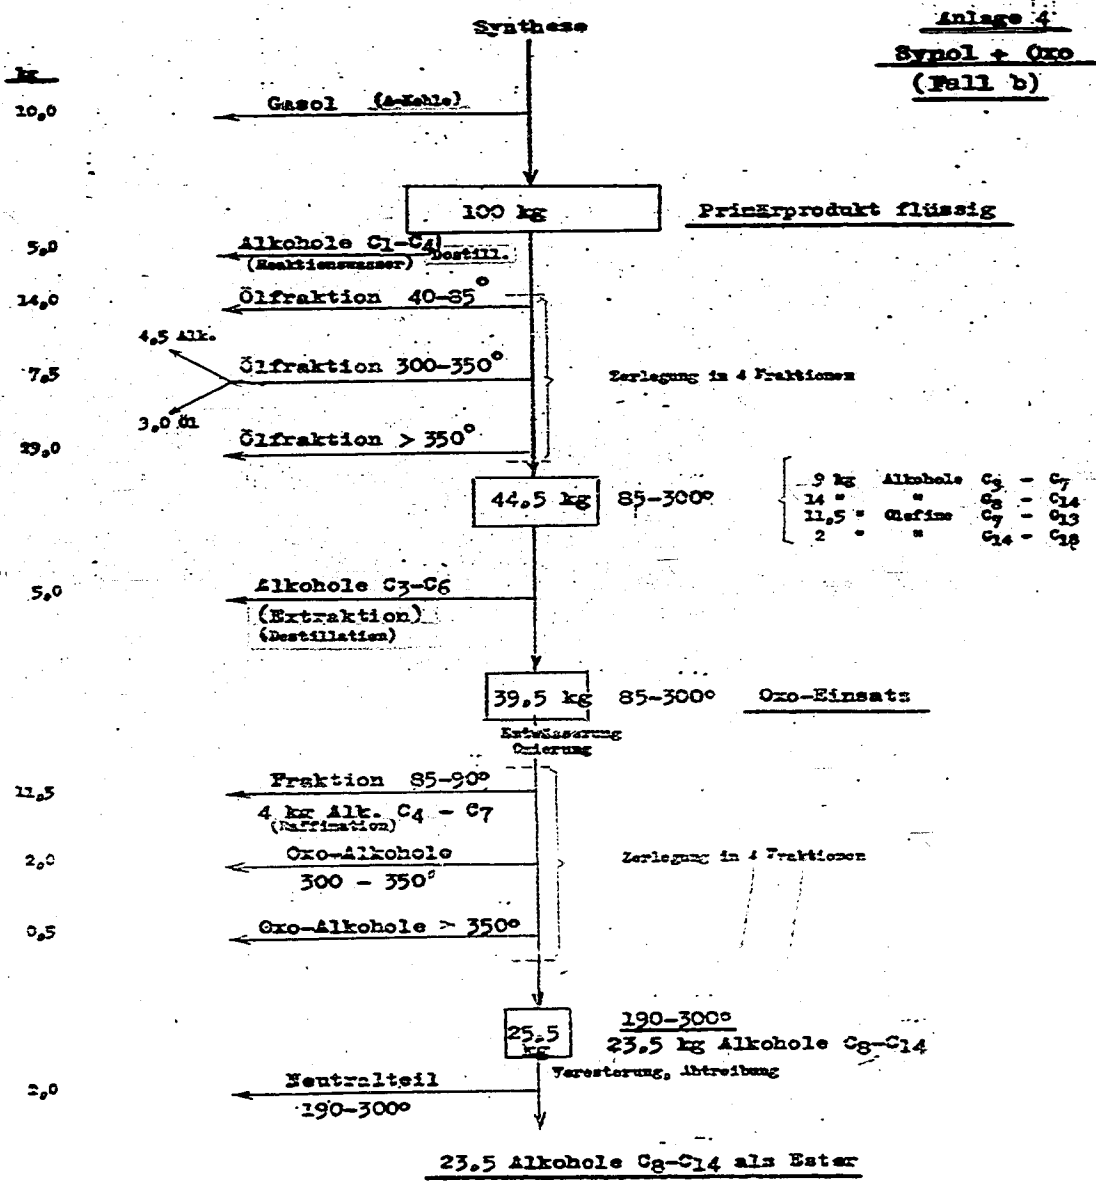 Anlage 4
Synol + Oxo
(Fall b)
Synthese
kg
10,0
Gasol (A-Kohle)
100 kg
Primärprodukt flüssig
5,0
Alkohole C1-C4
(Reaktionswasser) Destill.
14,0
Ölfraktion 40-85°
4,5 Alk.
7,5
Ölfraktion 300-350°
Zerlegung in 4 Fraktionen
3,0 Öl
29,0
Ölfraktion > 350°
44,5 kg 85-300°
9 kg Alkohole C3 - C7
14 " " C8 - C14
11,5 " Olefine C7 - C13
2 " " C14 - C18
5,0
Alkohole C3-C6
(Extraktion)
(Destillation)
39,5 kg 85-300° Oxo-Einsatz
Entwässerung
Oxierung
11,5
Fraktion 85-90°
4 kg Alk. C4 - C7
(Raffination)
2,0
Oxo-Alkohole
300 - 350°
Zerlegung in 4 Fraktionen
0,5
Oxo-Alkohole > 350°
25,5 kg
190-300°
23,5 kg Alkohole C8-C14
Veresterung, Abtreibung
2,0
Neutralteil
190-300°
23,5 Alkohole C8-C14 als Ester